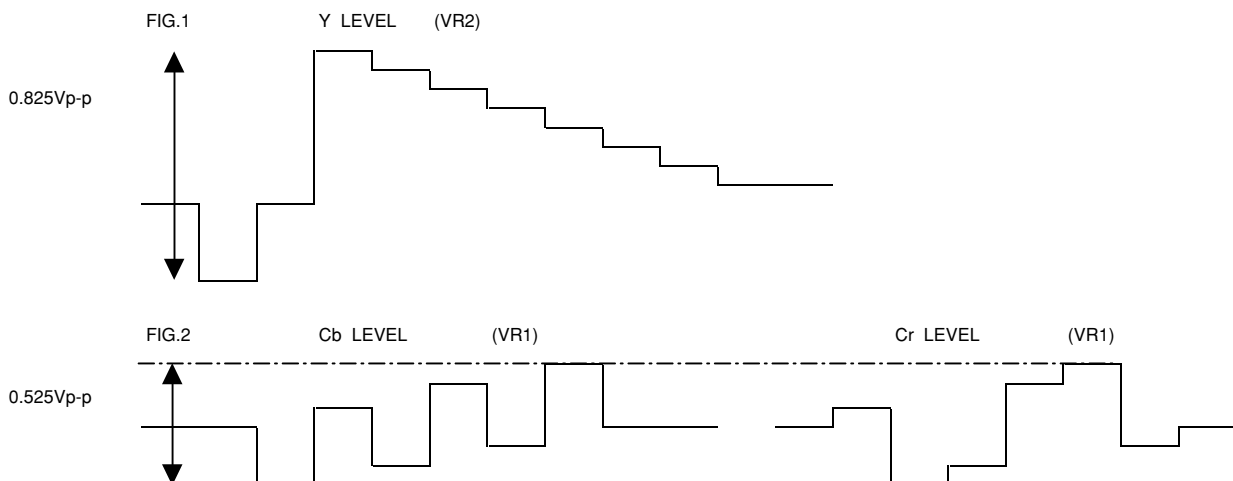 FIG.1 Y LEVEL (VR2)
0.825Vp-p
FIG.2 Cb LEVEL (VR1) Cr LEVEL (VR1)
0.525Vp-p